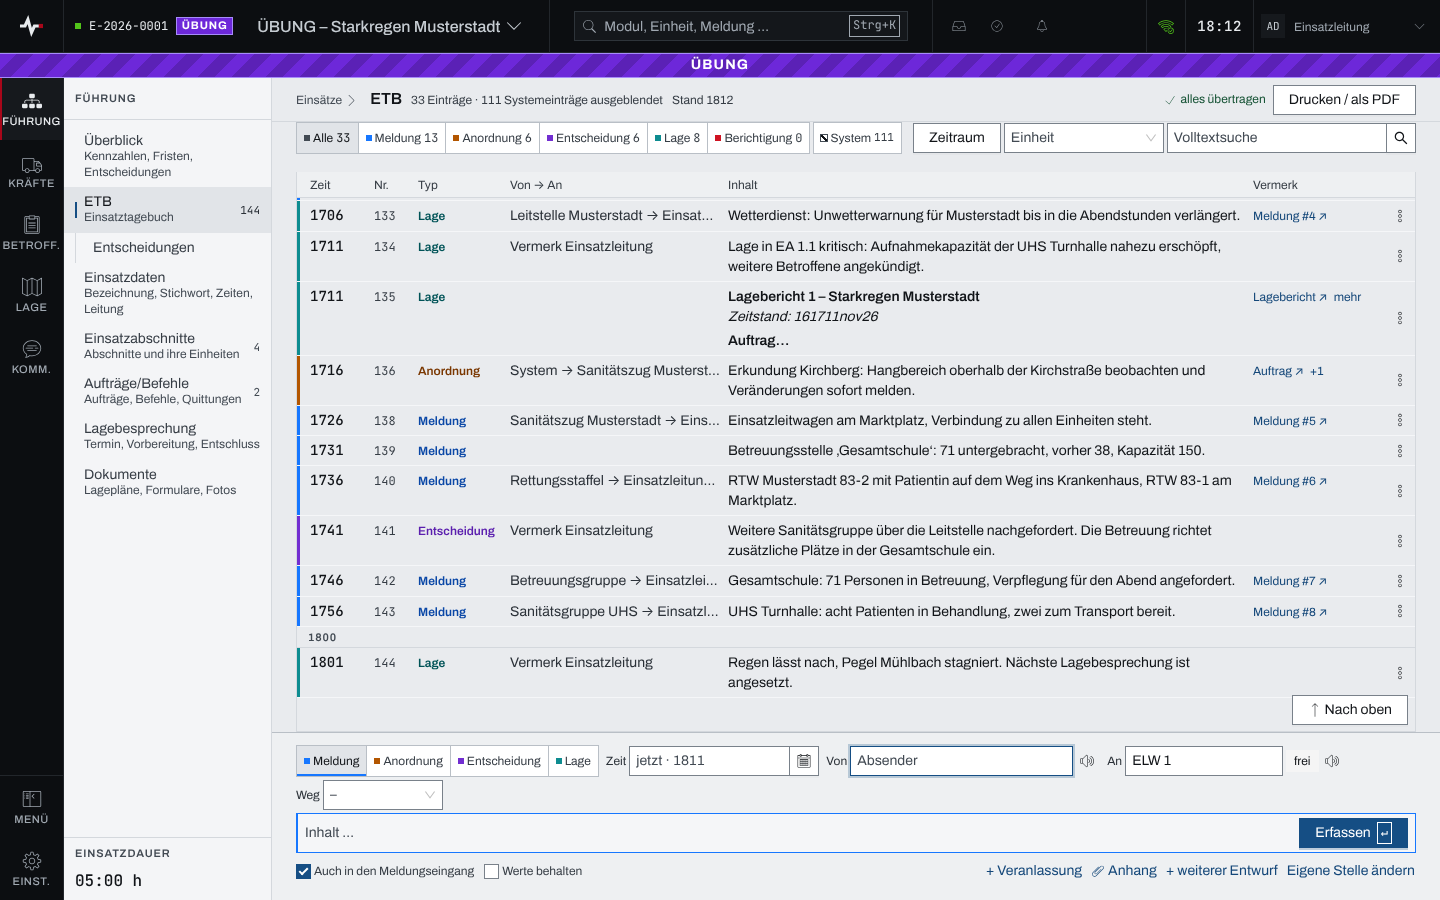 E-2026-0001 ÜBUNG ÜBUNG – Starkregen Musterstadt
Modul, Einheit, Meldung ... Strg+K
18:12 AD Einsatzleitung
ÜBUNG
FÜHRUNG
KRÄFTE
BETROFF.
LAGE
KOMM.
MENÜ
EINST.
FÜHRUNG
Überblick
Kennzahlen, Fristen,
Entscheidungen
ETB
Einsatztagebuch 144
Entscheidungen
Einsatzdaten
Bezeichnung, Stichwort, Zeiten,
Leitung
Einsatzabschnitte
Abschnitte und ihre Einheiten 4
Aufträge/Befehle
Aufträge, Befehle, Quittungen 2
Lagebesprechung
Termin, Vorbereitung, Entschluss
Dokumente
Lagepläne, Formulare, Fotos
EINSATZDAUER
05:00 h
Einsätze ETB 33 Einträge · 111 Systemeinträge ausgeblendet Stand 1812
alles übertragen Drucken / als PDF
Alle 33 Meldung 13 Anordnung 6 Entscheidung 6 Lage 8 Berichtigung 0 System 111 Zeitraum Einheit Volltextsuche
Zeit Nr. Typ Von → An Inhalt Vermerk
1706 133 Lage Leitstelle Musterstadt → Einsat... Wetterdienst: Unwetterwarnung für Musterstadt bis in die Abendstunden verlängert. Meldung #4 ↗
1711 134 Lage Vermerk Einsatzleitung Lage in EA 1.1 kritisch: Aufnahmekapazität der UHS Turnhalle nahezu erschöpft,
weitere Betroffene angekündigt.
1711 135 Lage Lagebericht 1 – Starkregen Musterstadt Lagebericht ↗ mehr
Zeitstand: 161711nov26
Auftrag...
1716 136 Anordnung System → Sanitätszug Musterst... Erkundung Kirchberg: Hangbereich oberhalb der Kirchstraße beobachten und Auftrag ↗ +1
Veränderungen sofort melden.
1726 138 Meldung Sanitätszug Musterstadt → Eins... Einsatzleitwagen am Marktplatz, Verbindung zu allen Einheiten steht. Meldung #5 ↗
1731 139 Meldung Betreuungsstelle ‚Gesamtschule‘: 71 untergebracht, vorher 38, Kapazität 150.
1736 140 Meldung Rettungsstaffel → Einsatzleitun... RTW Musterstadt 83-2 mit Patientin auf dem Weg ins Krankenhaus, RTW 83-1 am Meldung #6 ↗
Marktplatz.
1741 141 Entscheidung Vermerk Einsatzleitung Weitere Sanitätsgruppe über die Leitstelle nachgefordert. Die Betreuung richtet
zusätzliche Plätze in der Gesamtschule ein.
1746 142 Meldung Betreuungsgruppe → Einsatzlei... Gesamtschule: 71 Personen in Betreuung, Verpflegung für den Abend angefordert. Meldung #7 ↗
1756 143 Meldung Sanitätsgruppe UHS → Einsatzl... UHS Turnhalle: acht Patienten in Behandlung, zwei zum Transport bereit. Meldung #8 ↗
1800
1801 144 Lage Vermerk Einsatzleitung Regen lässt nach, Pegel Mühlbach stagniert. Nächste Lagebesprechung ist
angesetzt.
↑ Nach oben
Meldung Anordnung Entscheidung Lage Zeit jetzt · 1811 Von Absender An ELW 1 frei
Weg –
Inhalt ... Erfassen ↵
Auch in den Meldungseingang Werte behalten + Veranlassung Anhang + weiterer Entwurf Eigene Stelle ändern